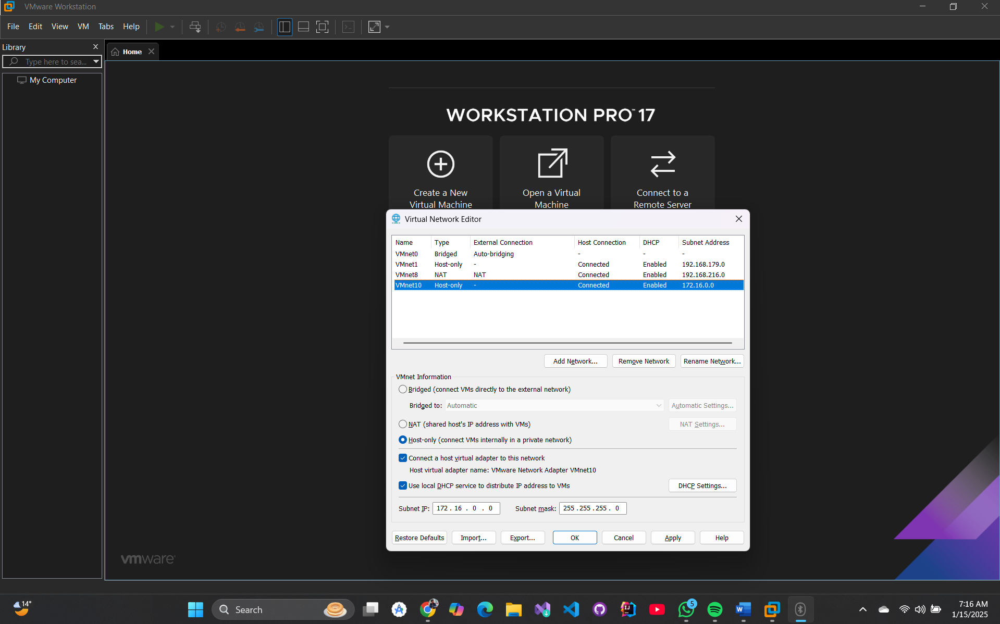 VMware Workstation
File Edit View VM Tabs Help
Library
Home
Type here to sea...
My Computer
WORKSTATION PRO™ 17
Create a New
Virtual Machine
Open a Virtual
Machine
Connect to a
Remote Server
Virtual Network Editor
Name Type External Connection Host Connection DHCP Subnet Address
VMnet0 Bridged Auto-bridging - - -
VMnet1 Host-only - Connected Enabled 192.168.179.0
VMnet8 NAT NAT Connected Enabled 192.168.216.0
VMnet10 Host-only - Connected Enabled 172.16.0.0
Add Network... Remove Network Rename Network...
VMnet Information
Bridged (connect VMs directly to the external network)
Bridged to: Automatic Automatic Settings...
NAT (shared host's IP address with VMs) NAT Settings...
Host-only (connect VMs internally in a private network)
Connect a host virtual adapter to this network
Host virtual adapter name: VMware Network Adapter VMnet10
Use local DHCP service to distribute IP address to VMs DHCP Settings...
Subnet IP: 172 . 16 . 0 . 0 Subnet mask: 255 . 255 . 255 . 0
Restore Defaults Import... Export... OK Cancel Apply Help
vmware
14°
Search
5
7:16 AM
1/15/2025